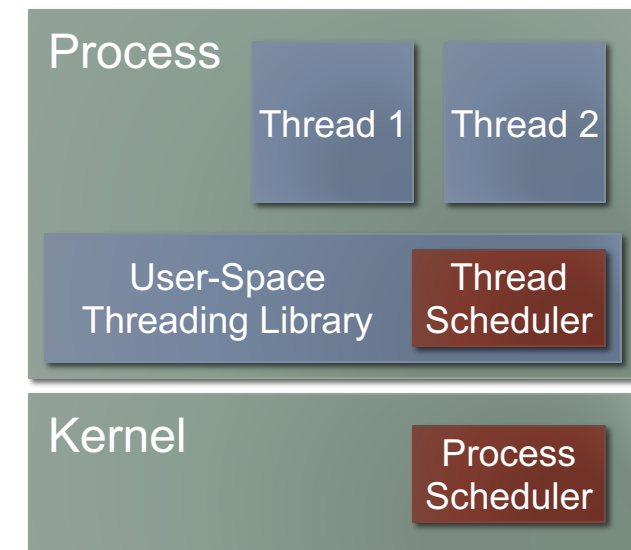 Process
Thread 1
Thread 2
User-Space
Threading Library
Thread
Scheduler
Kernel
Process
Scheduler